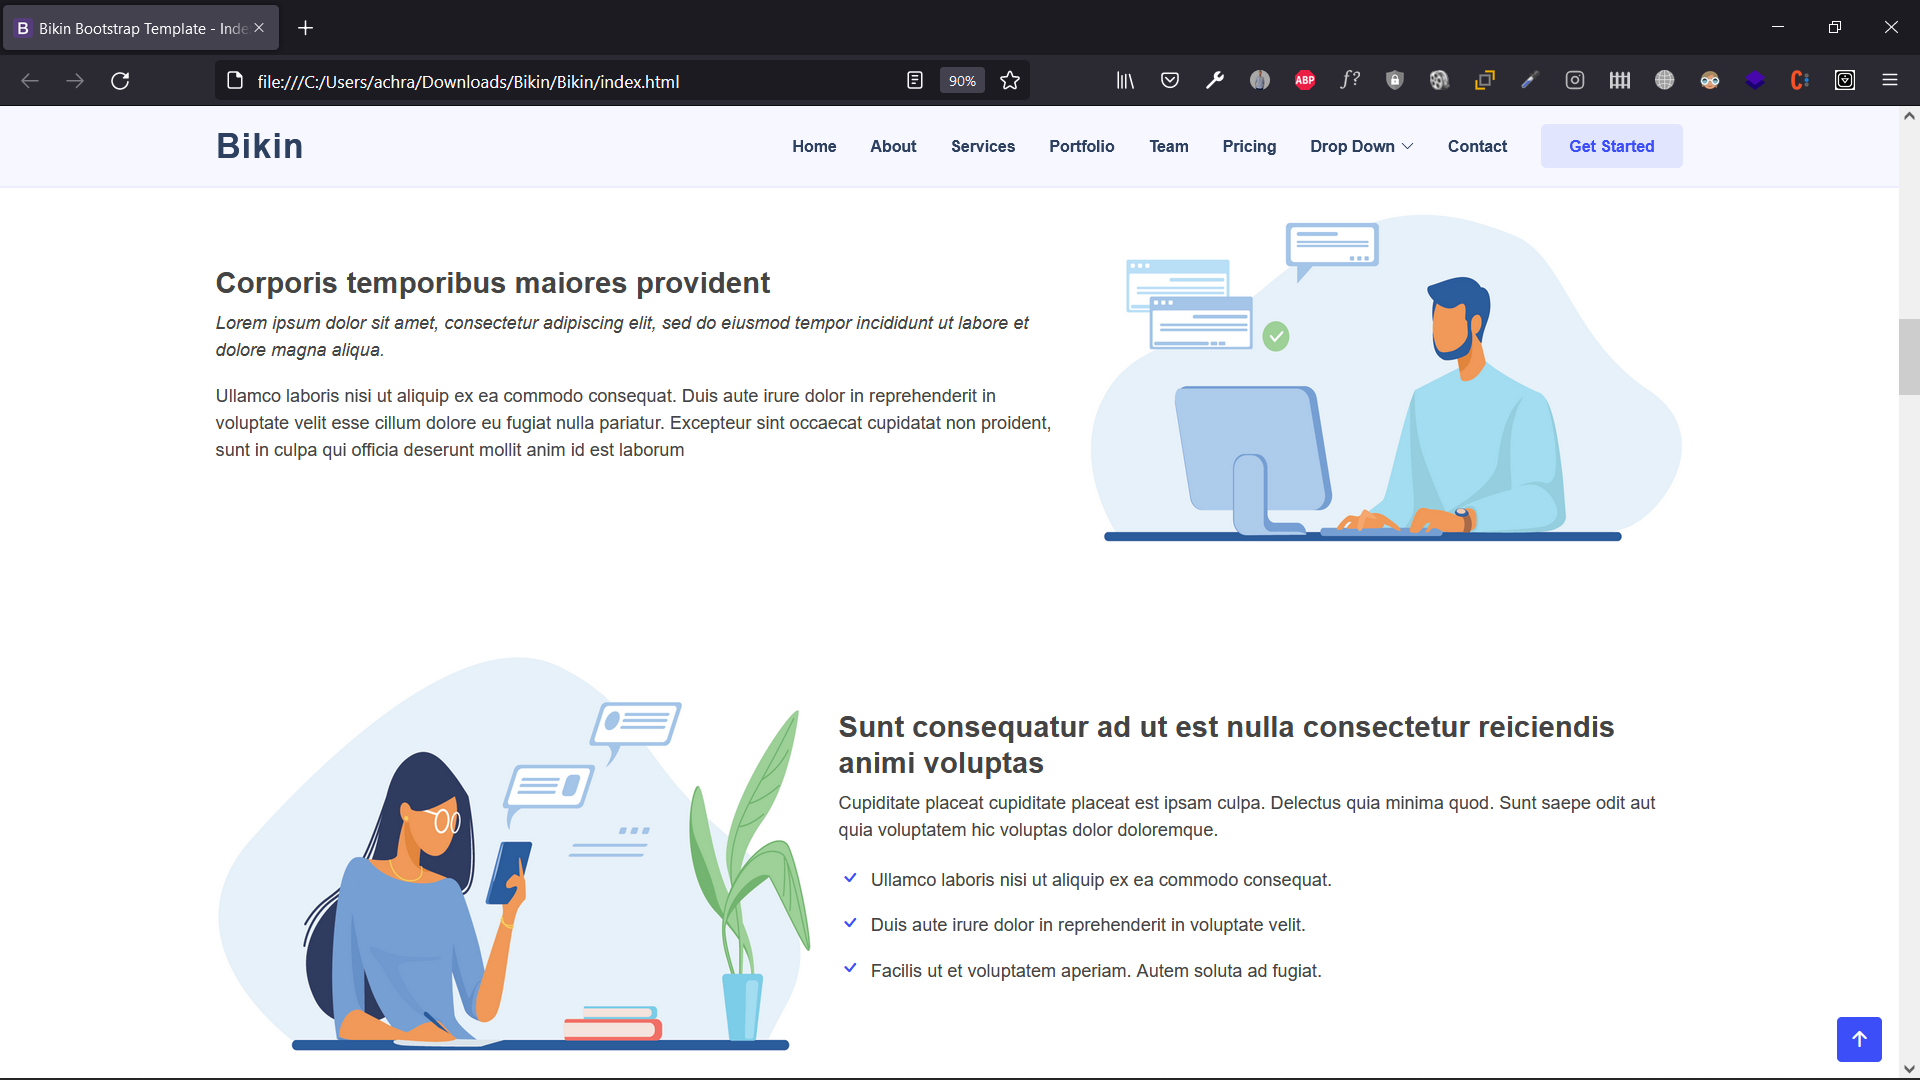 B Bikin Bootstrap Template - Inde
file:///C:/Users/achra/Downloads/Bikin/Bikin/index.html
90%
ABP
f?
Bikin
Home About Services Portfolio Team Pricing Drop Down Contact Get Started
Corporis temporibus maiores provident
Lorem ipsum dolor sit amet, consectetur adipiscing elit, sed do eiusmod tempor incididunt ut labore et
dolore magna aliqua.
Ullamco laboris nisi ut aliquip ex ea commodo consequat. Duis aute irure dolor in reprehenderit in
voluptate velit esse cillum dolore eu fugiat nulla pariatur. Excepteur sint occaecat cupidatat non proident,
sunt in culpa qui officia deserunt mollit anim id est laborum
Sunt consequatur ad ut est nulla consectetur reiciendis
animi voluptas
Cupiditate placeat cupiditate placeat est ipsam culpa. Delectus quia minima quod. Sunt saepe odit aut
quia voluptatem hic voluptas dolor doloremque.
Ullamco laboris nisi ut aliquip ex ea commodo consequat.
Duis aute irure dolor in reprehenderit in voluptate velit.
Facilis ut et voluptatem aperiam. Autem soluta ad fugiat.